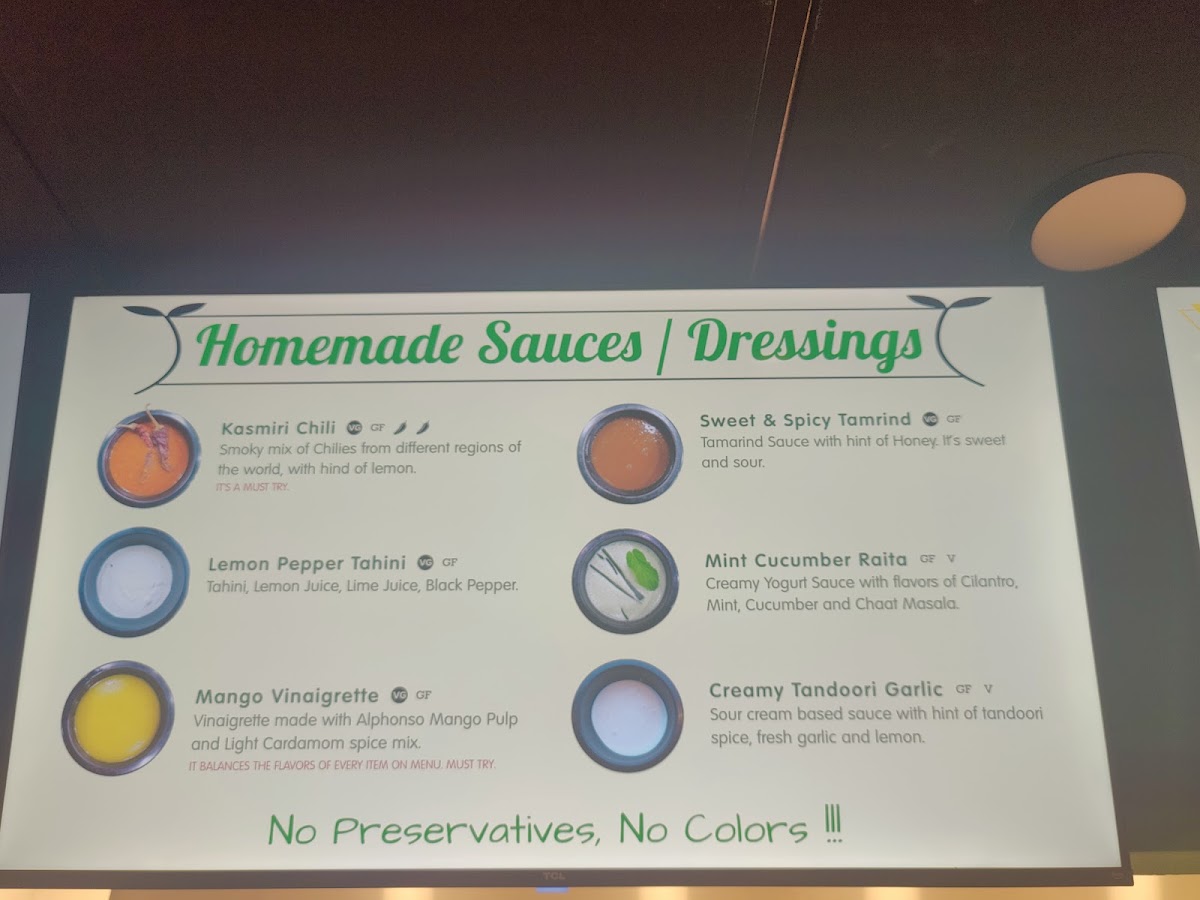 Homemade Sauces / Dressings
Kasmiri Chili VG GF
Smoky mix of Chilies from different regions of
the world, with hind of lemon.
IT'S A MUST TRY.
Lemon Pepper Tahini VG GF
Tahini, Lemon Juice, Lime Juice, Black Pepper.
Mango Vinaigrette VG GF
Vinaigrette made with Alphonso Mango Pulp
and Light Cardamom spice mix.
IT BALANCES THE FLAVORS OF EVERY ITEM ON MENU. MUST TRY.
Sweet & Spicy Tamrind VG GF
Tamarind Sauce with hint of Honey. It's sweet
and sour.
Mint Cucumber Raita GF V
Creamy Yogurt Sauce with flavors of Cilantro,
Mint, Cucumber and Chaat Masala.
Creamy Tandoori Garlic GF V
Sour cream based sauce with hint of tandoori
spice, fresh garlic and lemon.
No Preservatives, No Colors !!!
TCL